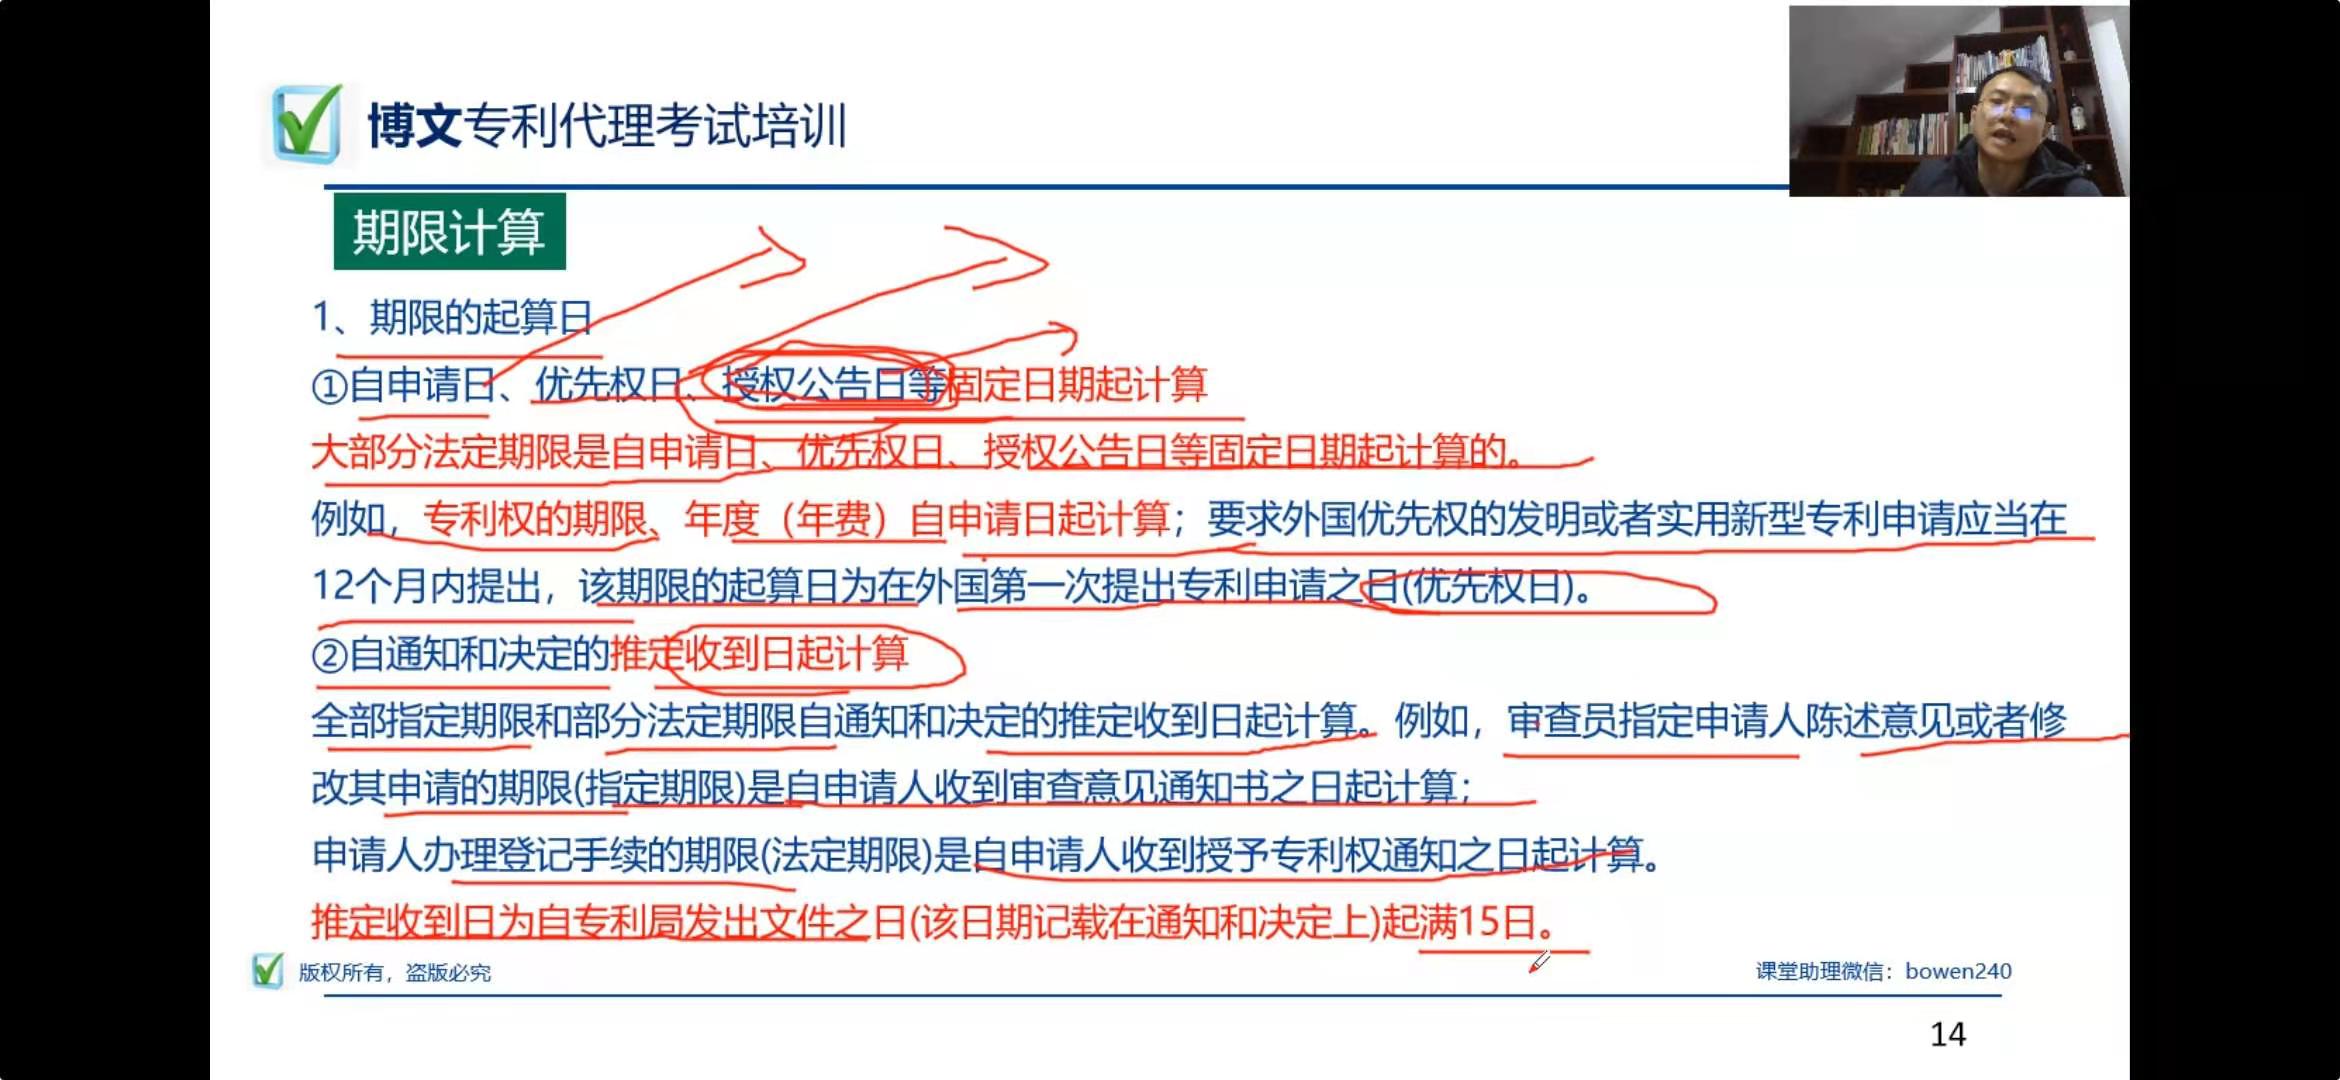 博文专利代理考试培训
期限计算
1、期限的起算日
①自申请日、优先权日、授权公告日等固定日期起计算
大部分法定期限是自申请日、优先权日、授权公告日等固定日期起计算的。
例如，专利权的期限、年度（年费）自申请日起计算；要求外国优先权的发明或者实用新型专利申请应当在
12个月内提出，该期限的起算日为在外国第一次提出专利申请之日(优先权日)。
②自通知和决定的推定收到日起计算
全部指定期限和部分法定期限自通知和决定的推定收到日起计算。例如，审查员指定申请人陈述意见或者修
改其申请的期限(指定期限)是自申请人收到审查意见通知书之日起计算；
申请人办理登记手续的期限(法定期限)是自申请人收到授予专利权通知之日起计算。
推定收到日为自专利局发出文件之日(该日期记载在通知和决定上)起满15日。
版权所有，盗版必究
课堂助理微信：bowen240
14